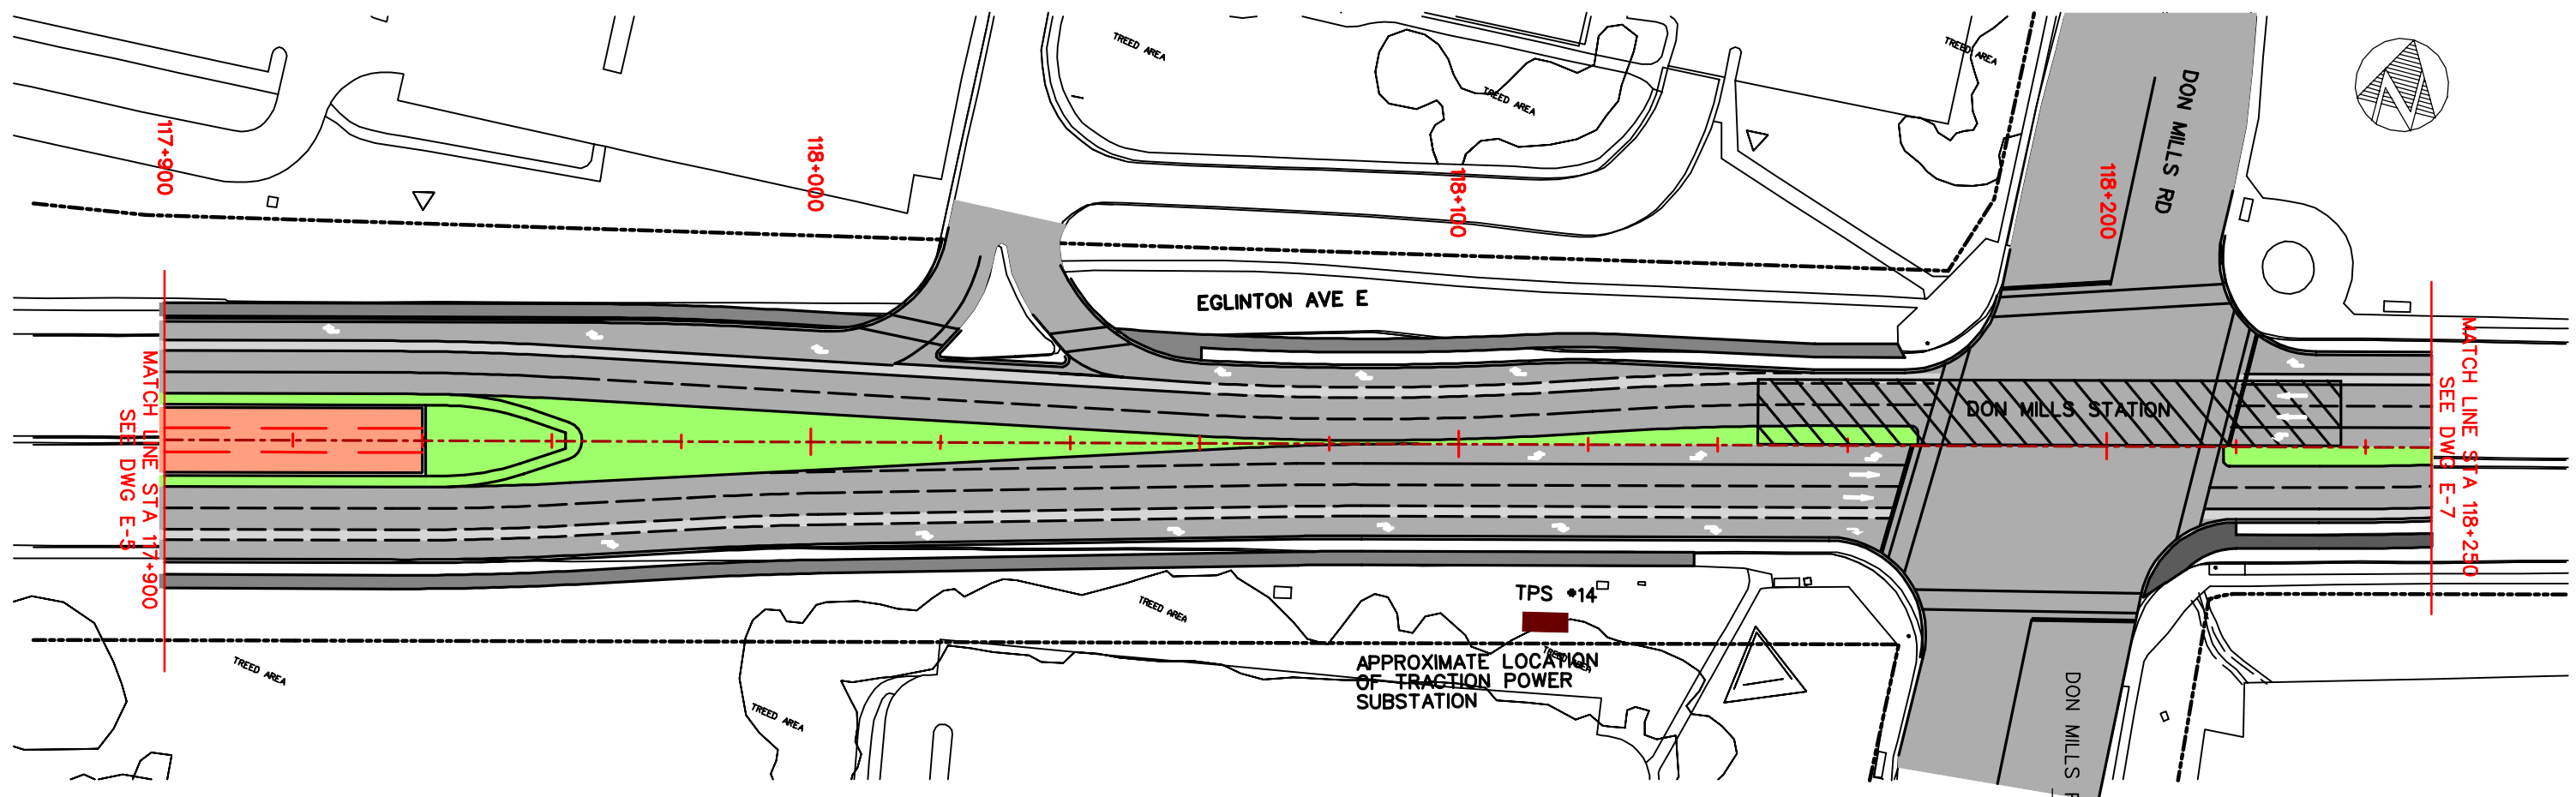 TREED AREA
TREED AREA
TREED AREA
DON MILLS RD
117+900
118+000
118+100
118+200
EGLINTON AVE E
MATCH LINE STA 117+900
SEE DWG E-5
DON MILLS STATION
MATCH LINE STA 118+250
SEE DWG E-7
TPS #14
TREED AREA
TREED AREA
TREED AREA
TREED AREA
APPROXIMATE LOCATION
OF TRACTION POWER
SUBSTATION
DON MILLS R
N